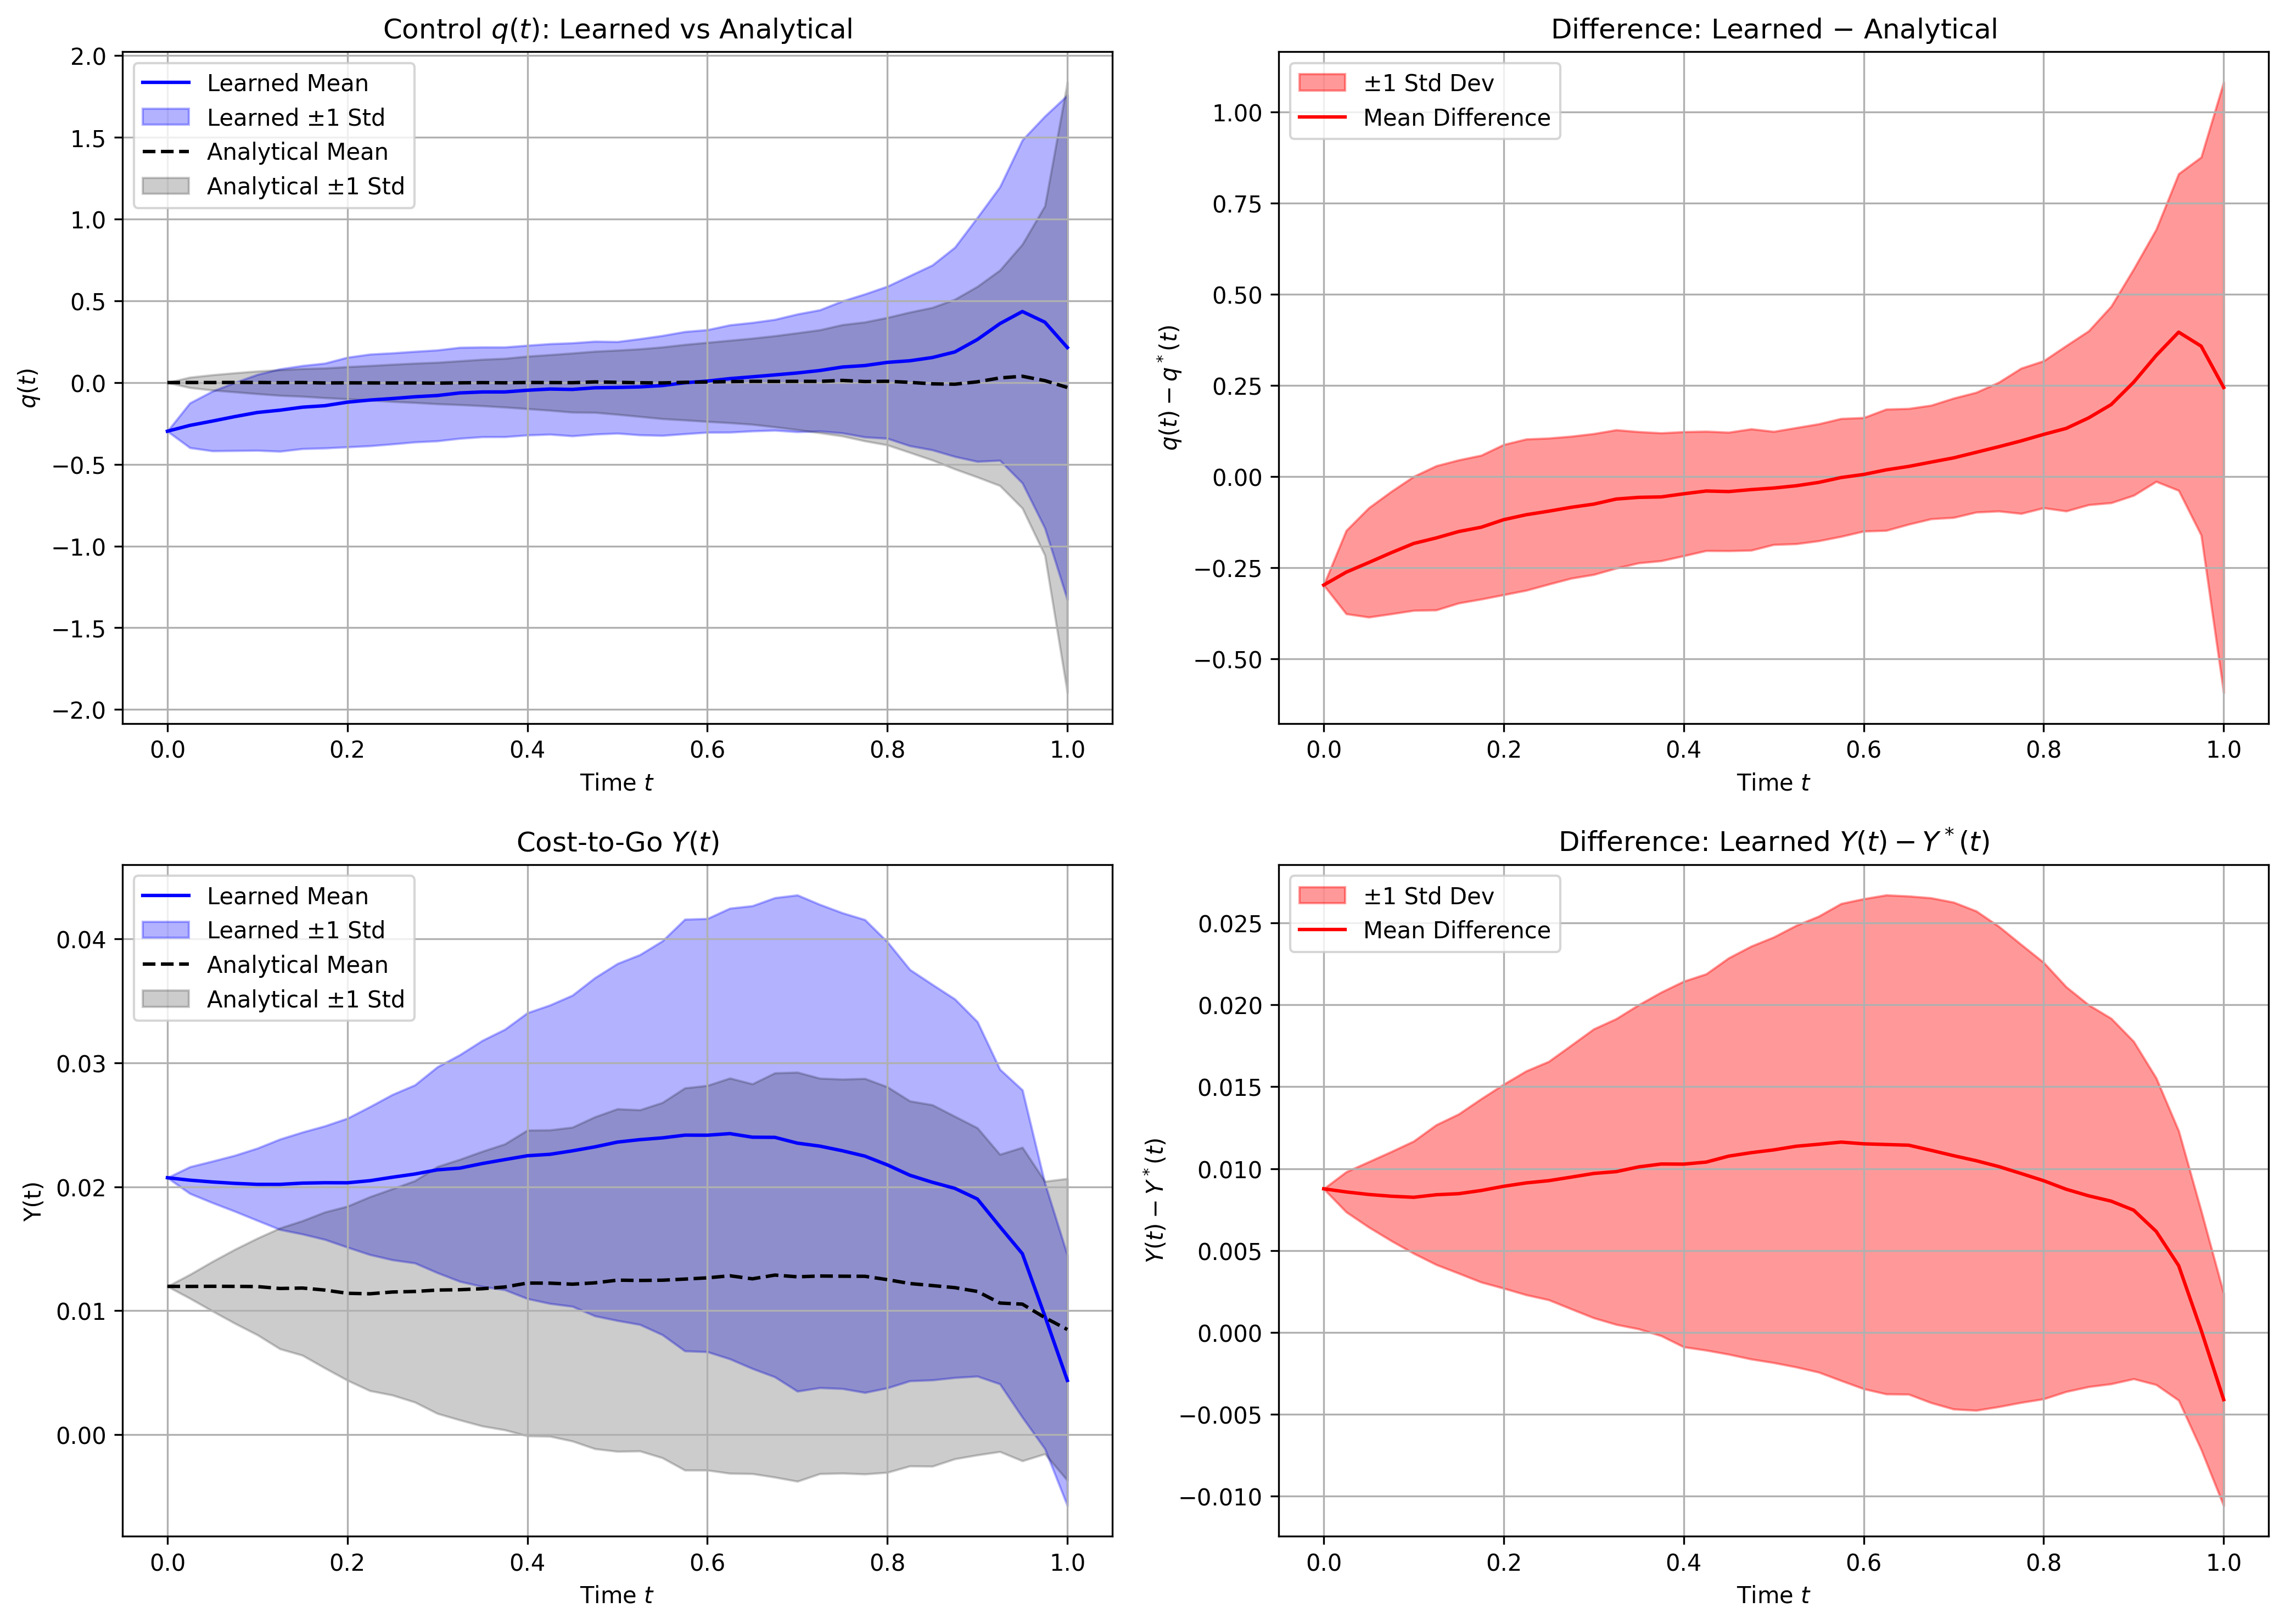 Control q(t): Learned vs Analytical
Learned Mean
Learned ±1 Std
Analytical Mean
Analytical ±1 Std
2.0
1.5
1.0
0.5
0.0
−0.5
−1.0
−1.5
−2.0
q(t)
0.0 0.2 0.4 0.6 0.8 1.0
Time t
Difference: Learned − Analytical
±1 Std Dev
Mean Difference
1.00
0.75
0.50
0.25
0.00
−0.25
−0.50
q(t) − q*(t)
0.0 0.2 0.4 0.6 0.8 1.0
Time t
Cost-to-Go Y(t)
Learned Mean
Learned ±1 Std
Analytical Mean
Analytical ±1 Std
0.04
0.03
0.02
0.01
0.00
Y(t)
0.0 0.2 0.4 0.6 0.8 1.0
Time t
Difference: Learned Y(t) − Y*(t)
±1 Std Dev
Mean Difference
0.025
0.020
0.015
0.010
0.005
0.000
−0.005
−0.010
Y(t) − Y*(t)
0.0 0.2 0.4 0.6 0.8 1.0
Time t